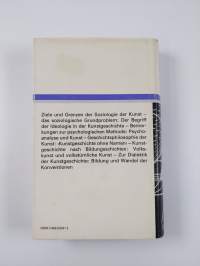 Ziele und Grenzen der Soziologie der Kunst –
das soziologische Grundproblem: Der Begriff
der Ideologie in der Kunstgeschichte – Bemer-
kungen zur psychologischen Methode: Psycho-
analyse und Kunst – Geschichtsphilosophie der
Kunst: «Kunstgeschichte ohne Namen» – Kunst-
geschichte nach Bildungsschichten: Volks-
kunst und volkstümliche Kunst – Zur Dialektik
der Kunstgeschichte: Bildung und Wandel der
Konventionen